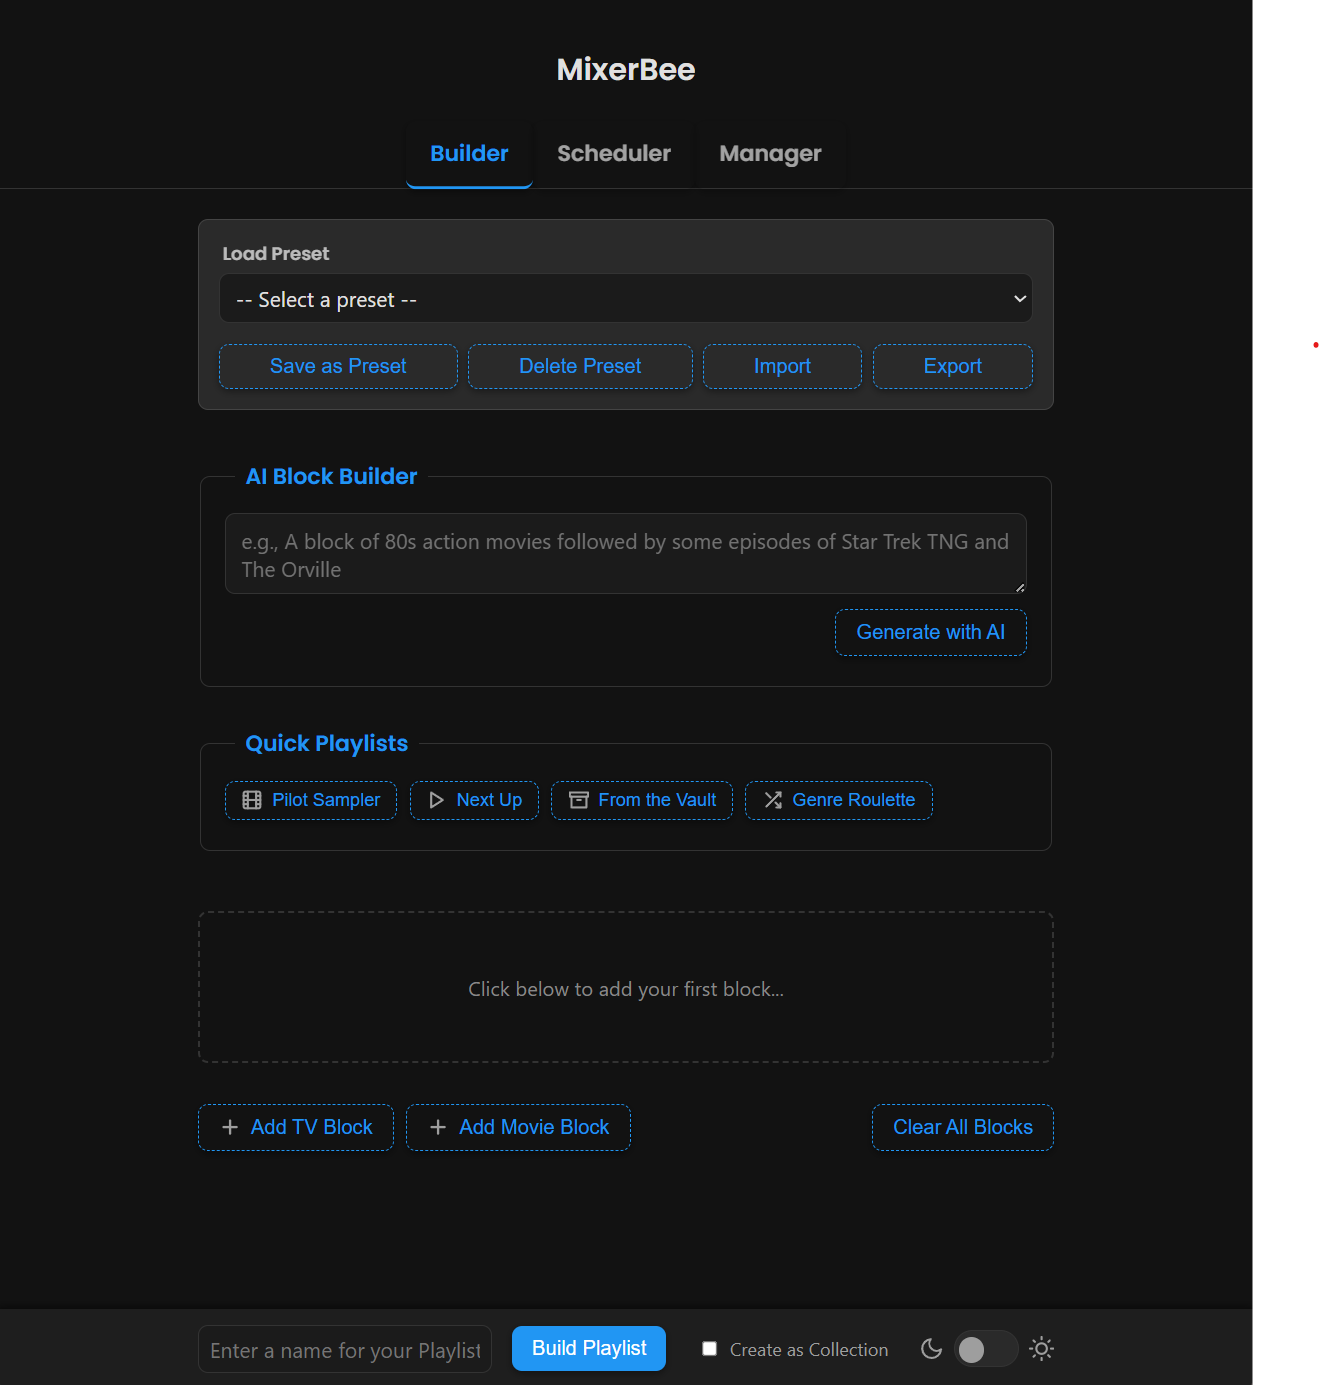 MixerBee
Builder Scheduler Manager
Load Preset
-- Select a preset --
Save as Preset Delete Preset Import Export
AI Block Builder
e.g., A block of 80s action movies followed by some episodes of Star Trek TNG and
The Orville
Generate with AI
Quick Playlists
Pilot Sampler Next Up From the Vault Genre Roulette
Click below to add your first block...
Add TV Block Add Movie Block Clear All Blocks
Enter a name for your Playlist Build Playlist Create as Collection